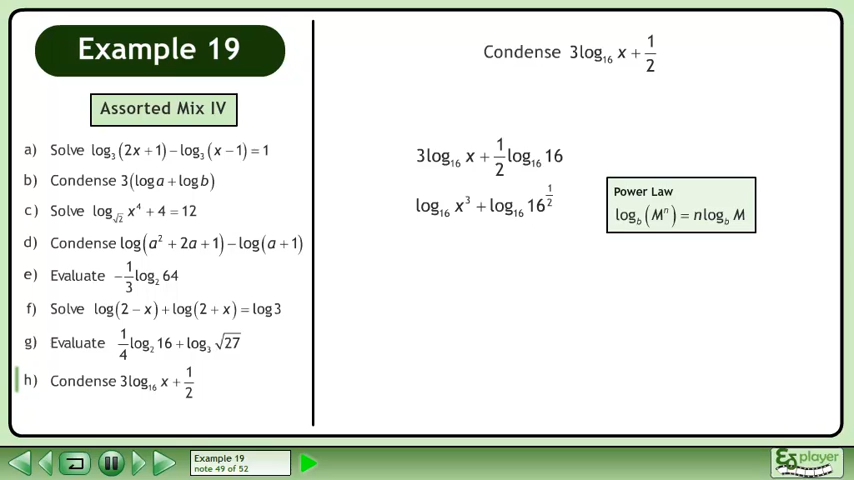 Example 19
Assorted Mix IV
a) Solve log₃(2x + 1) − log₃(x − 1) = 1
b) Condense 3(log a + log b)
c) Solve log_√2 x⁴ + 4 = 12
d) Condense log(a² + 2a + 1) − log(a + 1)
e) Evaluate −1/3 log₂ 64
f) Solve log(2 − x) + log(2 + x) = log 3
g) Evaluate 1/4 log₂ 16 + log₃ √27
h) Condense 3log₁₆ x + 1/2
Condense 3log₁₆ x + 1/2
3log₁₆ x + 1/2 log₁₆ 16
log₁₆ x³ + log₁₆ 16^(1/2)
Power Law
log_b(Mⁿ) = n log_b M
Example 19
note 49 of 52
player